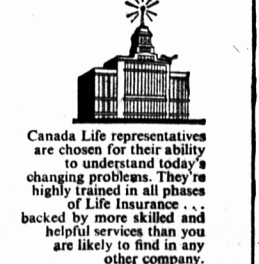 Canada Life representatives
are chosen for their ability
to understand today's
changing problems. They're
highly trained in all phases
of Life Insurance . . .
backed by more skilled and
helpful services than you
are likely to find in any
other company.